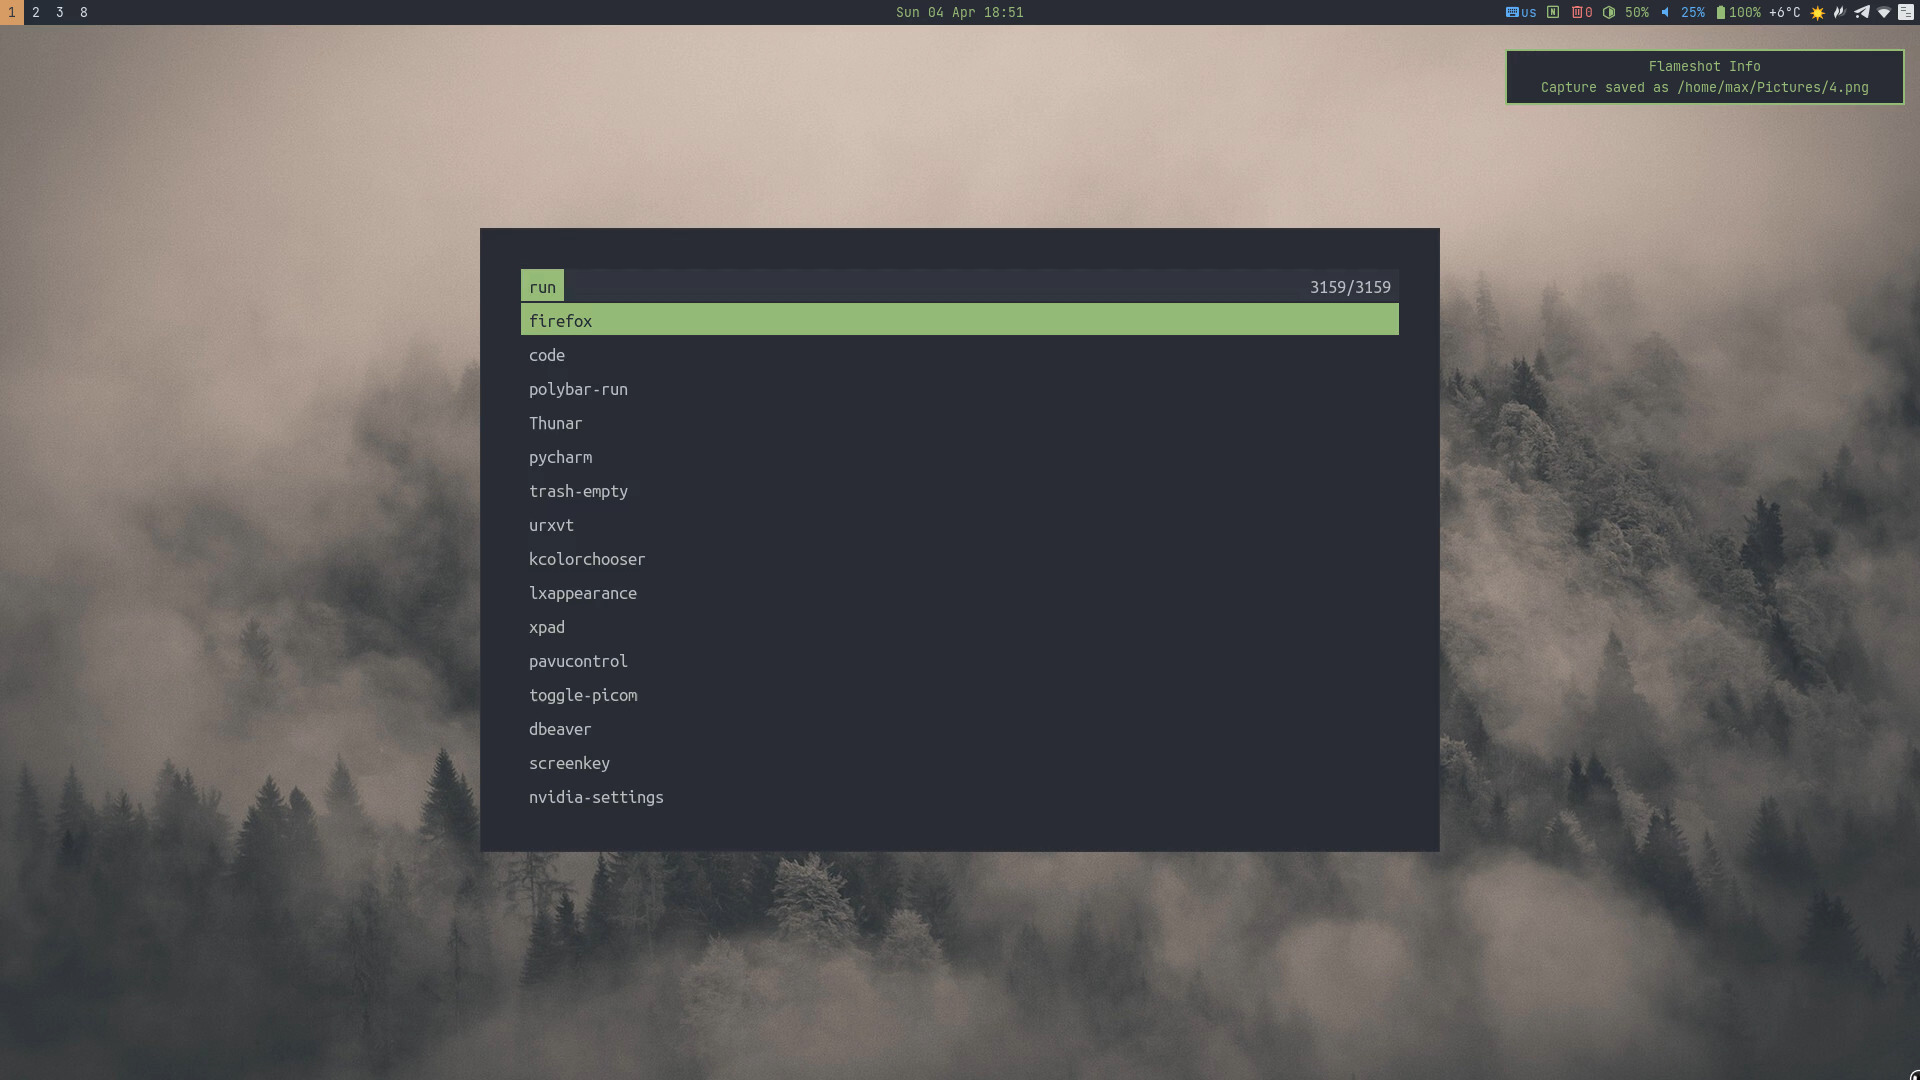 1 2 3 8
Sun 04 Apr 18:51
us N 0 50% 25% 100% +6°C
Flameshot Info
Capture saved as /home/max/Pictures/4.png
run 3159/3159
firefox
code
polybar-run
Thunar
pycharm
trash-empty
urxvt
kcolorchooser
lxappearance
xpad
pavucontrol
toggle-picom
dbeaver
screenkey
nvidia-settings